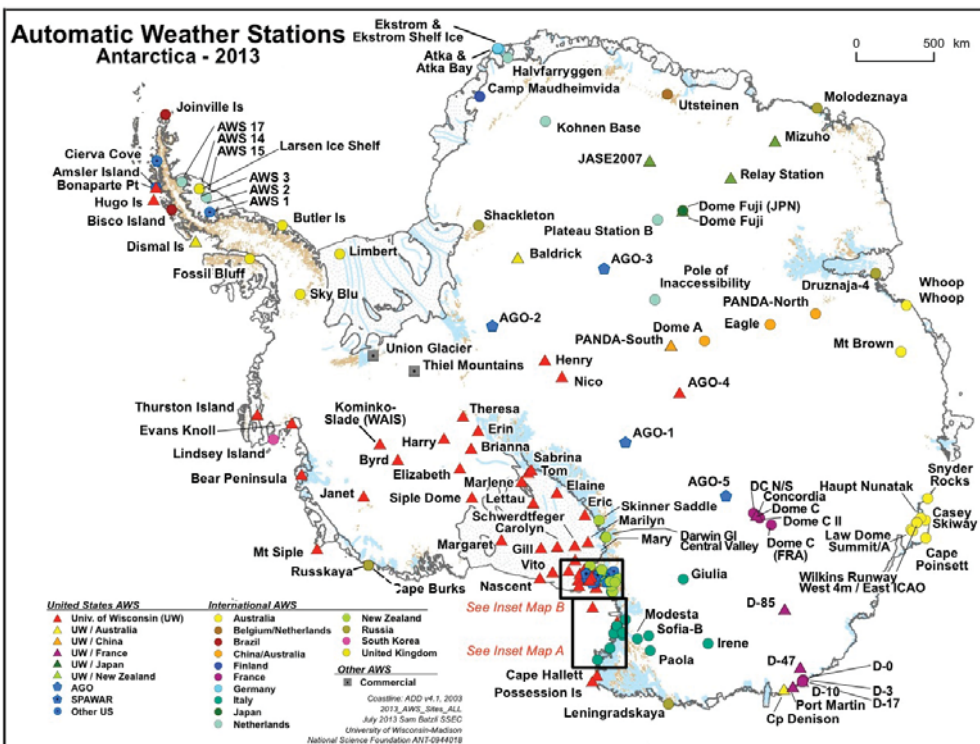 Automatic Weather Stations
Antarctica - 2013
Ekstrom &
Ekstrom Shelf Ice
Atka &
Atka Bay
Halvfarryggen
Camp Maudheimvida
0 500 km
Utsteinen
Molodeznaya
Kohnen Base
Mizuho
JASE2007
Relay Station
Joinville Is
AWS 17
AWS 14
AWS 15
Larsen Ice Shelf
Cierva Cove
Amsler Island
Bonaparte Pt
AWS 3
AWS 2
AWS 1
Hugo Is
Bisco Island
Butler Is
Dismal Is
Fossil Bluff
Limbert
Sky Blu
Shackleton
Baldrick
Dome Fuji (JPN)
Dome Fuji
Plateau Station B
AGO-3
Pole of
Inaccessibility
Druznaja-4
Whoop
Whoop
AGO-2
PANDA-North
Dome A
Eagle
PANDA-South
Mt Brown
Union Glacier
Thiel Mountains
Henry
Nico
AGO-4
Thurston Island
Evans Knoll
Lindsey Island
Kominko-
Slade (WAIS)
Theresa
Erin
Harry
Brianna
AGO-1
Byrd
Elizabeth
Sabrina
Tom
Bear Peninsula
Marlene
Elaine
Janet
Siple Dome
Lettau
Eric
AGO-5
DC N/S
Concordia
Dome C
Dome C II
Dome C
(FRA)
Haupt Nunatak
Snyder
Rocks
Casey
Skiway
Law Dome
Summit/A
Cape
Poinsett
Wilkins Runway
West 4m / East ICAO
Schwerdtfeger
Carolyn
Skinner Saddle
Marilyn
Mary
Darwin Gl
Central Valley
Margaret
Gill
Mt Siple
Russkaya
Cape Burks
Vito
Nascent
See Inset Map B
Giulia
D-85
See Inset Map A
Modesta
Sofia-B
Irene
Paola
Cape Hallett
Possession Is
Leningradskaya
D-47
D-0
D-3
D-17
D-10
Port Martin
Cp Denison
United States AWS
Univ. of Wisconsin (UW)
UW / Australia
UW / China
UW / France
UW / Japan
UW / New Zealand
AGO
SPAWAR
Other US
International AWS
Australia
Belgium/Netherlands
Brazil
China/Australia
Finland
France
Germany
Italy
Japan
Netherlands
New Zealand
Russia
South Korea
United Kingdom
Other AWS
Commercial
Coastline: ADD v4.1, 2003
2013_AWS_Sites_ALL
July 2013 Sam Batzli SSEC
University of Wisconsin-Madison
National Science Foundation ANT-0944018